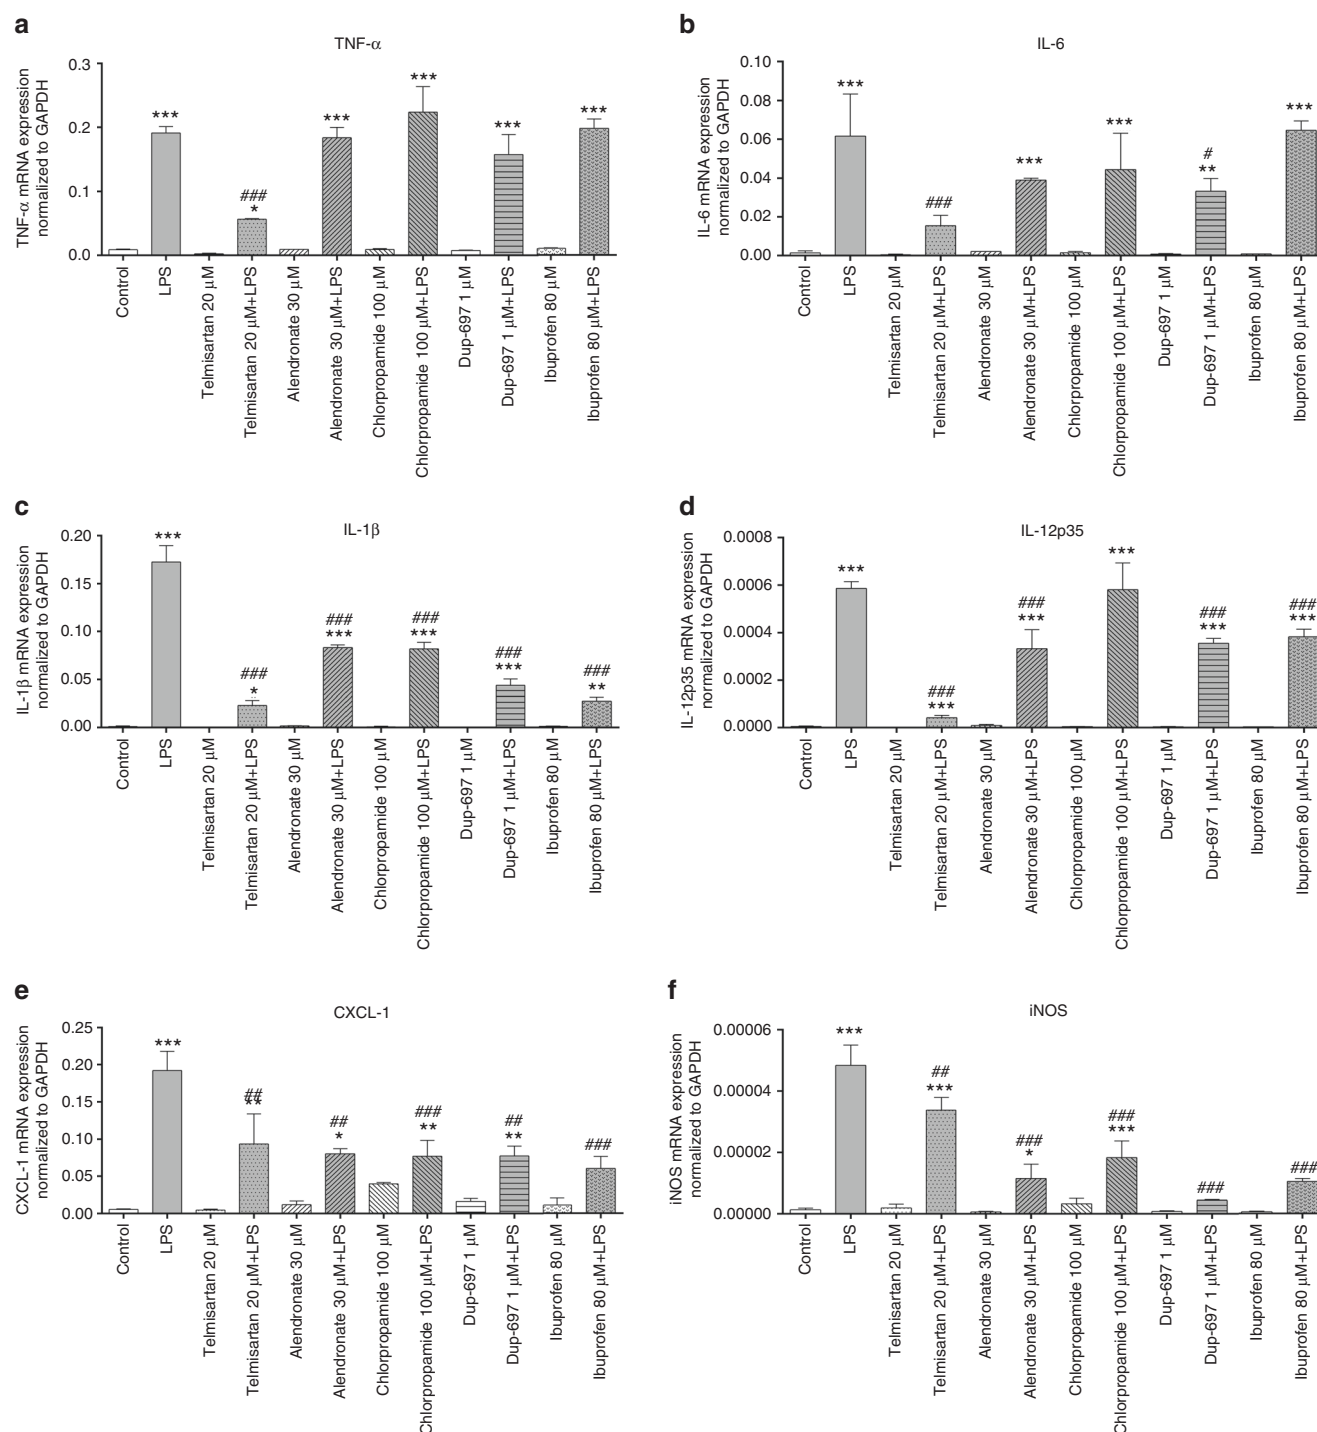 a
TNF-α
TNF-α mRNA expression
normalized to GAPDH
0.3
0.2
0.1
0.0
***
###
*
***
***
***
***
Control
LPS
Telmisartan 20 μM
Telmisartan 20 μM+LPS
Alendronate 30 μM
Alendronate 30 μM+LPS
Chlorpropamide 100 μM
Chlorpropamide 100 μM+LPS
Dup-697 1 μM
Dup-697 1 μM+LPS
Ibuprofen 80 μM
Ibuprofen 80 μM+LPS
b
IL-6
IL-6 mRNA expression
normalized to GAPDH
0.10
0.08
0.06
0.04
0.02
0.00
***
###
***
***
#
**
***
Control
LPS
Telmisartan 20 μM
Telmisartan 20 μM+LPS
Alendronate 30 μM
Alendronate 30 μM+LPS
Chlorpropamide 100 μM
Chlorpropamide 100 μM+LPS
Dup-697 1 μM
Dup-697 1 μM+LPS
Ibuprofen 80 μM
Ibuprofen 80 μM+LPS
c
IL-1β
IL-1β mRNA expression
normalized to GAPDH
0.20
0.15
0.10
0.05
0.00
***
###
*
###
***
###
***
###
***
###
**
Control
LPS
Telmisartan 20 μM
Telmisartan 20 μM+LPS
Alendronate 30 μM
Alendronate 30 μM+LPS
Chlorpropamide 100 μM
Chlorpropamide 100 μM+LPS
Dup-697 1 μM
Dup-697 1 μM+LPS
Ibuprofen 80 μM
Ibuprofen 80 μM+LPS
d
IL-12p35
IL-12p35 mRNA expression
normalized to GAPDH
0.0008
0.0006
0.0004
0.0002
0.0000
***
###
***
###
***
***
###
***
###
***
Control
LPS
Telmisartan 20 μM
Telmisartan 20 μM+LPS
Alendronate 30 μM
Alendronate 30 μM+LPS
Chlorpropamide 100 μM
Chlorpropamide 100 μM+LPS
Dup-697 1 μM
Dup-697 1 μM+LPS
Ibuprofen 80 μM
Ibuprofen 80 μM+LPS
e
CXCL-1
CXCL-1 mRNA expression
normalized to GAPDH
0.25
0.20
0.15
0.10
0.05
0.00
***
##
**
##
*
###
**
##
**
###
Control
LPS
Telmisartan 20 μM
Telmisartan 20 μM+LPS
Alendronate 30 μM
Alendronate 30 μM+LPS
Chlorpropamide 100 μM
Chlorpropamide 100 μM+LPS
Dup-697 1 μM
Dup-697 1 μM+LPS
Ibuprofen 80 μM
Ibuprofen 80 μM+LPS
f
iNOS
iNOS mRNA expression
normalized to GAPDH
0.00006
0.00004
0.00002
0.00000
***
##
***
###
*
###
***
###
###
Control
LPS
Telmisartan 20 μM
Telmisartan 20 μM+LPS
Alendronate 30 μM
Alendronate 30 μM+LPS
Chlorpropamide 100 μM
Chlorpropamide 100 μM+LPS
Dup-697 1 μM
Dup-697 1 μM+LPS
Ibuprofen 80 μM
Ibuprofen 80 μM+LPS